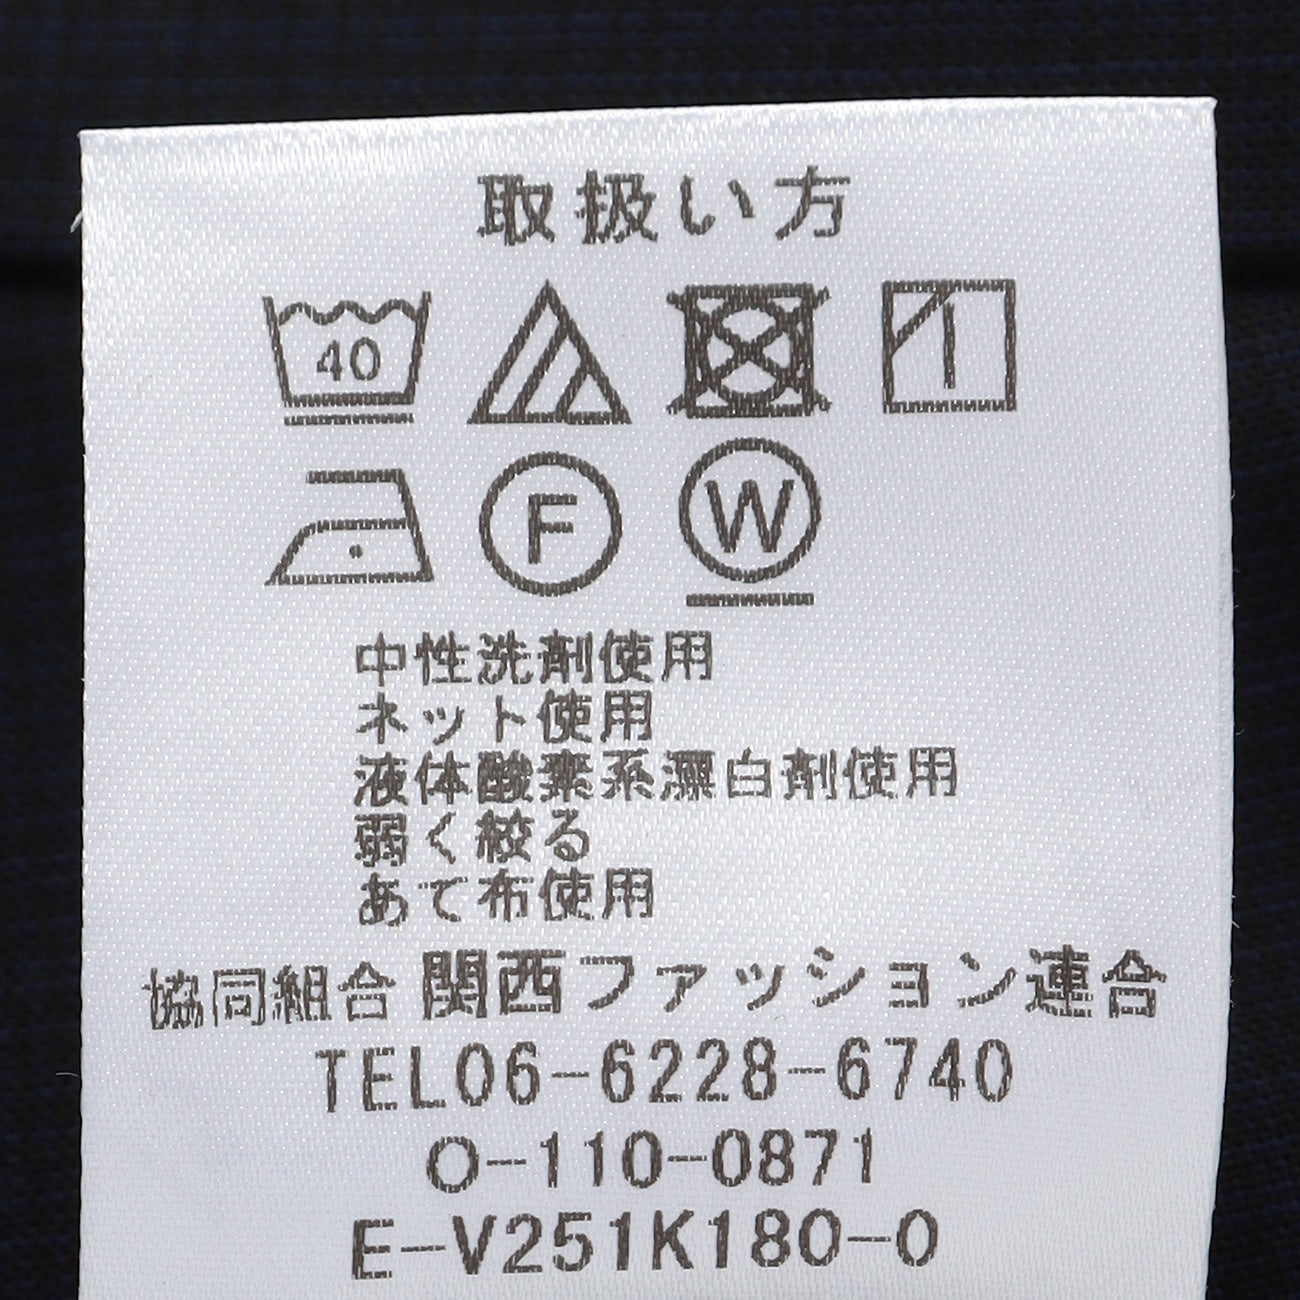 取扱い方
40
F W
中性洗剤使用
ネット使用
液体酸素系漂白剤使用
弱く絞る
あて布使用
協同組合 関西ファッション連合
TEL06-6228-6740
O-110-0871
E-V251K180-0